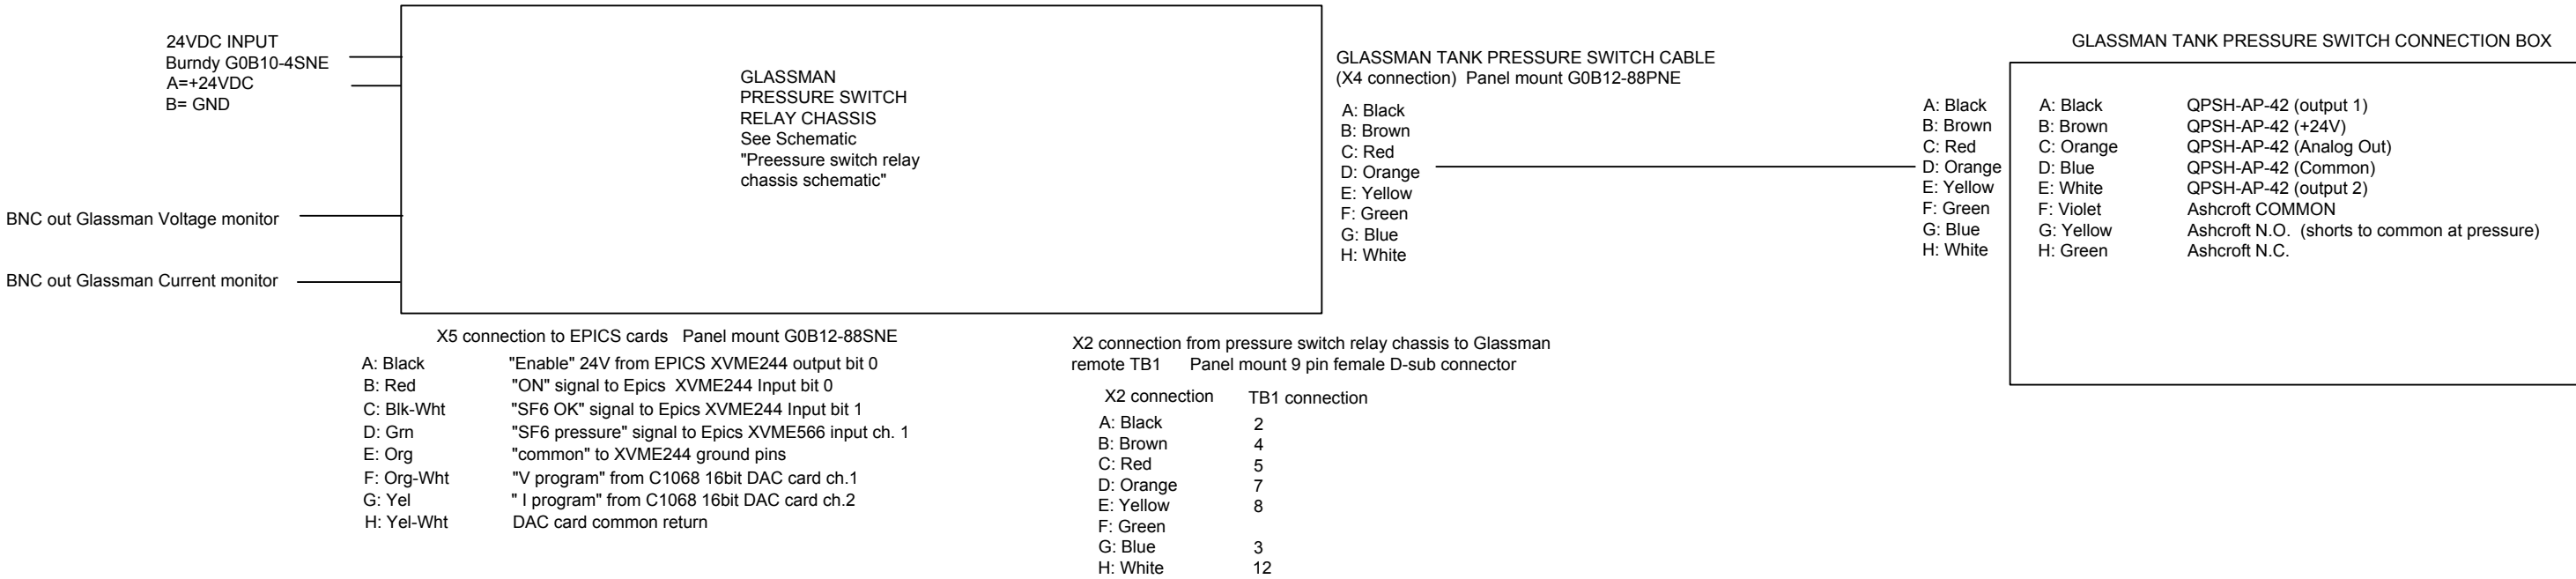 24VDC INPUT
Burndy G0B10-4SNE
A=+24VDC
B= GND
BNC out Glassman Voltage monitor
BNC out Glassman Current monitor
GLASSMAN
PRESSURE SWITCH
RELAY CHASSIS
See Schematic
"Preessure switch relay
chassis schematic"
GLASSMAN TANK PRESSURE SWITCH CABLE
(X4 connection) Panel mount G0B12-88PNE
A: Black
B: Brown
C: Red
D: Orange
E: Yellow
F: Green
G: Blue
H: White
A: Black
B: Brown
C: Red
D: Orange
E: Yellow
F: Green
G: Blue
H: White
GLASSMAN TANK PRESSURE SWITCH CONNECTION BOX
A: Black QPSH-AP-42 (output 1)
B: Brown QPSH-AP-42 (+24V)
C: Orange QPSH-AP-42 (Analog Out)
D: Blue QPSH-AP-42 (Common)
E: White QPSH-AP-42 (output 2)
F: Violet Ashcroft COMMON
G: Yellow Ashcroft N.O. (shorts to common at pressure)
H: Green Ashcroft N.C.
X5 connection to EPICS cards Panel mount G0B12-88SNE
A: Black "Enable" 24V from EPICS XVME244 output bit 0
B: Red "ON" signal to Epics XVME244 Input bit 0
C: Blk-Wht "SF6 OK" signal to Epics XVME244 Input bit 1
D: Grn "SF6 pressure" signal to Epics XVME566 input ch. 1
E: Org "common" to XVME244 ground pins
F: Org-Wht "V program" from C1068 16bit DAC card ch.1
G: Yel " I program" from C1068 16bit DAC card ch.2
H: Yel-Wht DAC card common return
X2 connection from pressure switch relay chassis to Glassman
remote TB1 Panel mount 9 pin female D-sub connector
X2 connection TB1 connection
A: Black 2
B: Brown 4
C: Red 5
D: Orange 7
E: Yellow 8
F: Green
G: Blue 3
H: White 12